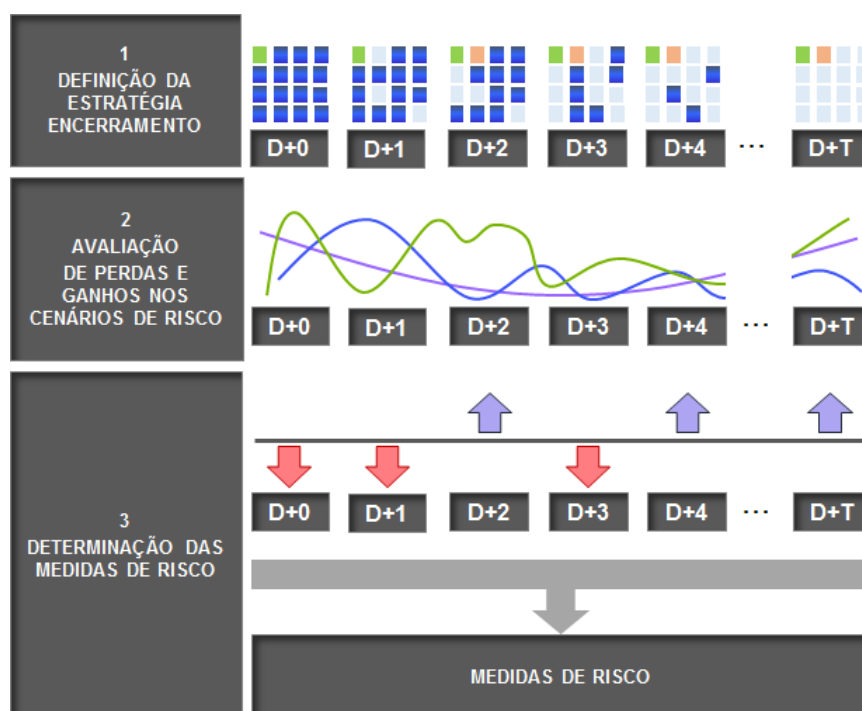 1
DEFINIÇÃO DA
ESTRATÉGIA
ENCERRAMENTO
D+0 D+1 D+2 D+3 D+4 ... D+T
2
AVALIAÇÃO
DE PERDAS E
GANHOS NOS
CENÁRIOS DE RISCO
D+0 D+1 D+2 D+3 D+4 ... D+T
3
DETERMINAÇÃO DAS
MEDIDAS DE RISCO
D+0 D+1 D+2 D+3 D+4 ... D+T
MEDIDAS DE RISCO